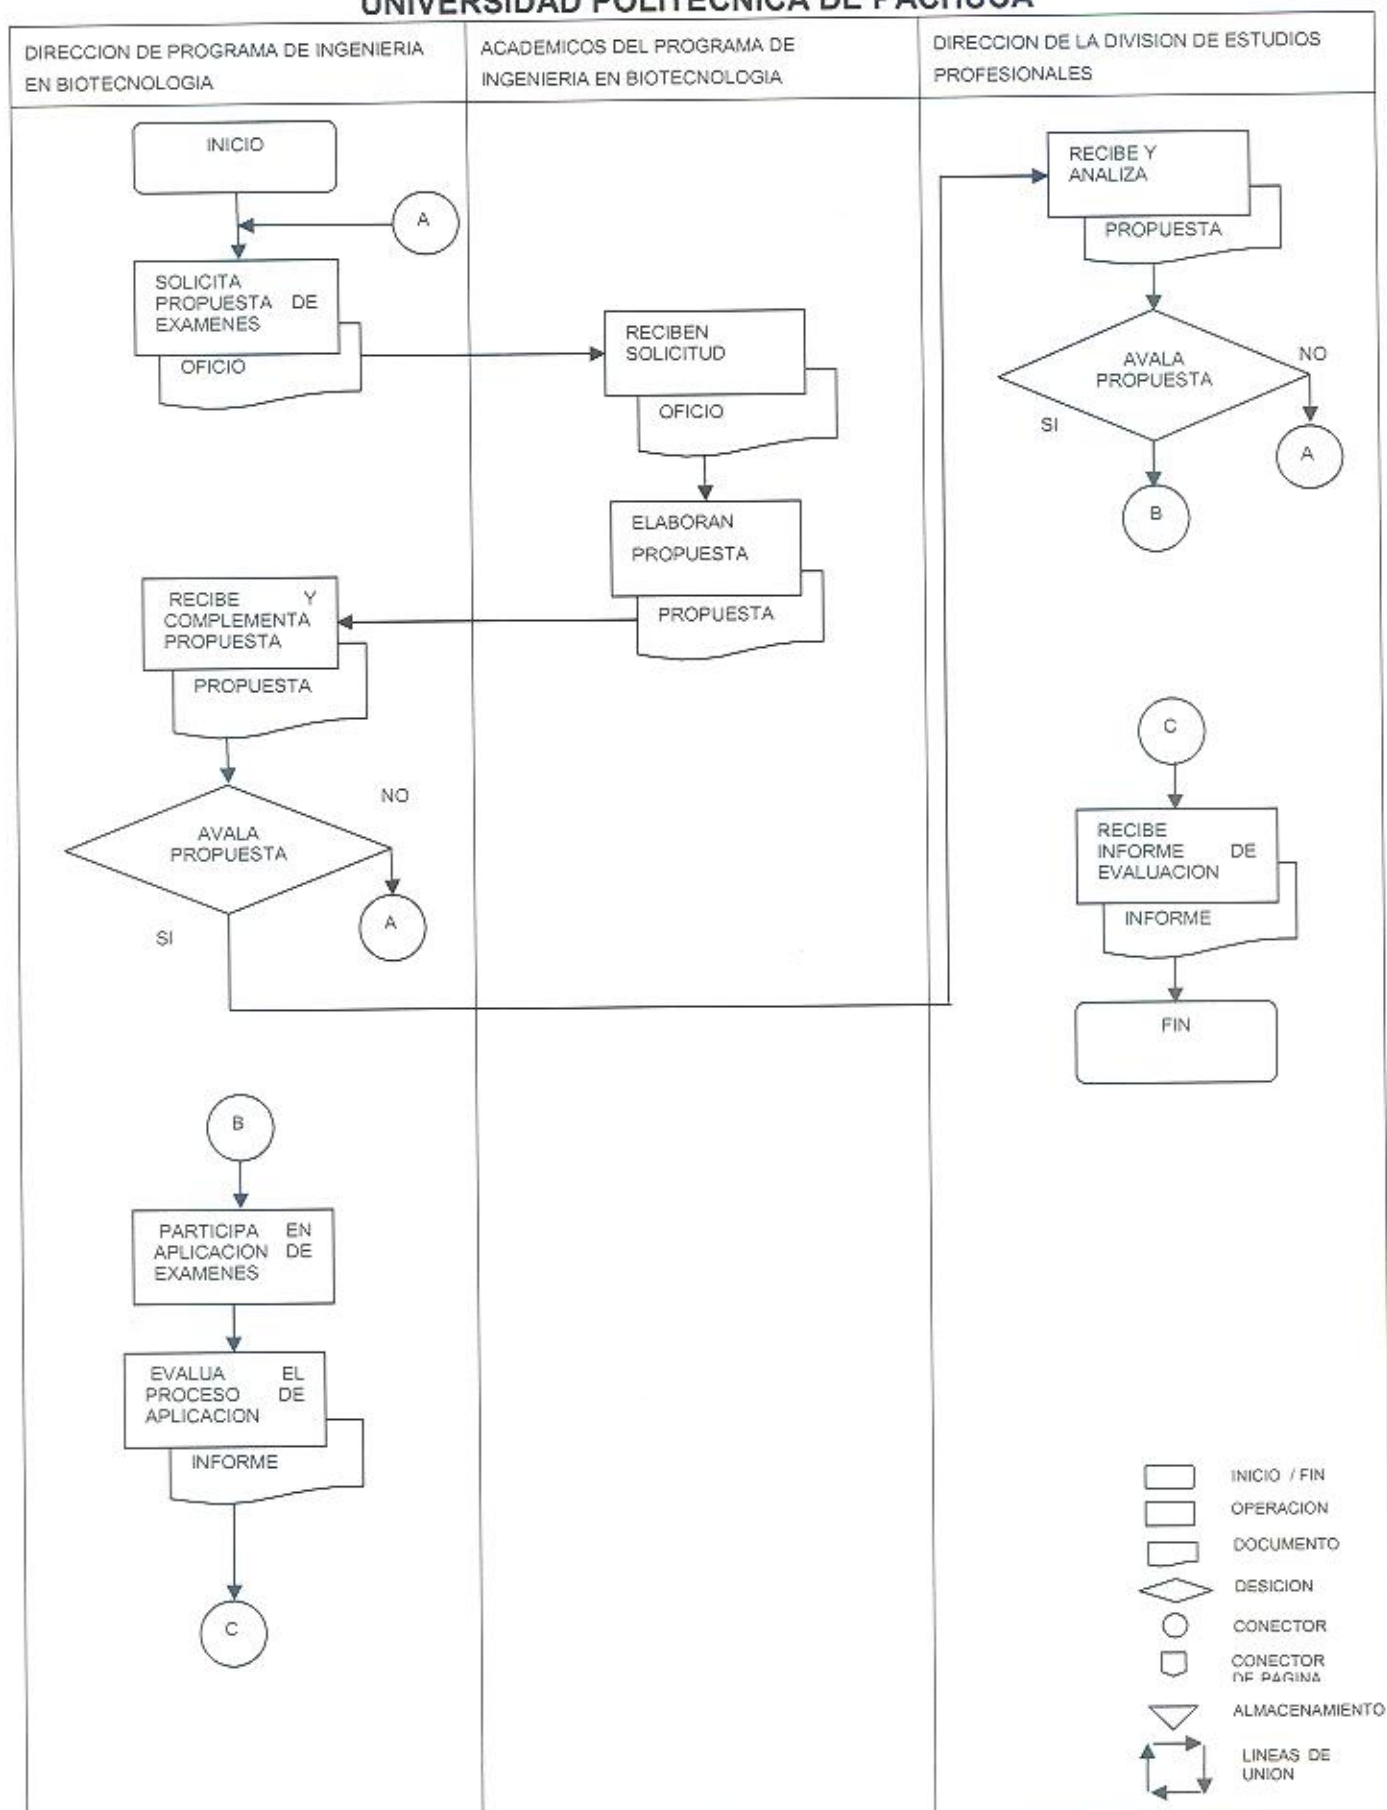 UNIVERSIDAD POLITECNICA DE PACHUCA
DIRECCION DE PROGRAMA DE INGENIERIA
EN BIOTECNOLOGIA
ACADEMICOS DEL PROGRAMA DE
INGENIERIA EN BIOTECNOLOGIA
DIRECCION DE LA DIVISION DE ESTUDIOS
PROFESIONALES
INICIO
A
SOLICITA
PROPUESTA DE
EXAMENES
OFICIO
RECIBE Y
COMPLEMENTA
PROPUESTA
PROPUESTA
AVALA
PROPUESTA
NO
SI
A
B
PARTICIPA EN
APLICACION DE
EXAMENES
EVALUA EL
PROCESO DE
APLICACION
INFORME
C
RECIBEN
SOLICITUD
OFICIO
ELABORAN
PROPUESTA
PROPUESTA
RECIBE Y
ANALIZA
PROPUESTA
AVALA
PROPUESTA
NO
SI
A
B
C
RECIBE
INFORME DE
EVALUACION
INFORME
FIN
INICIO / FIN
OPERACION
DOCUMENTO
DESICION
CONECTOR
CONECTOR
DE PAGINA
ALMACENAMIENTO
LINEAS DE
UNION